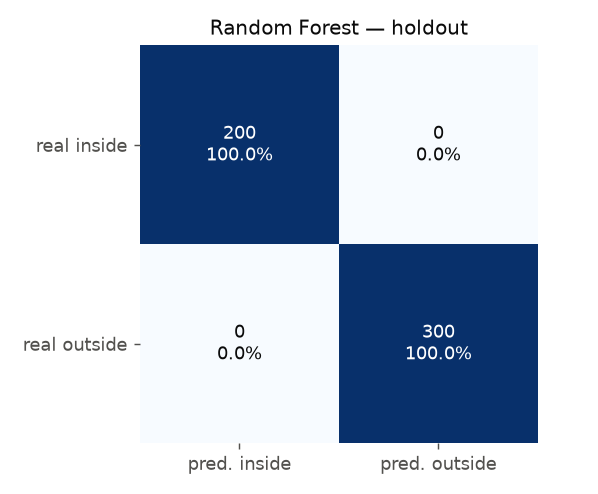 Random Forest — holdout
real inside
200
100.0%
0
0.0%
real outside
0
0.0%
300
100.0%
pred. inside
pred. outside